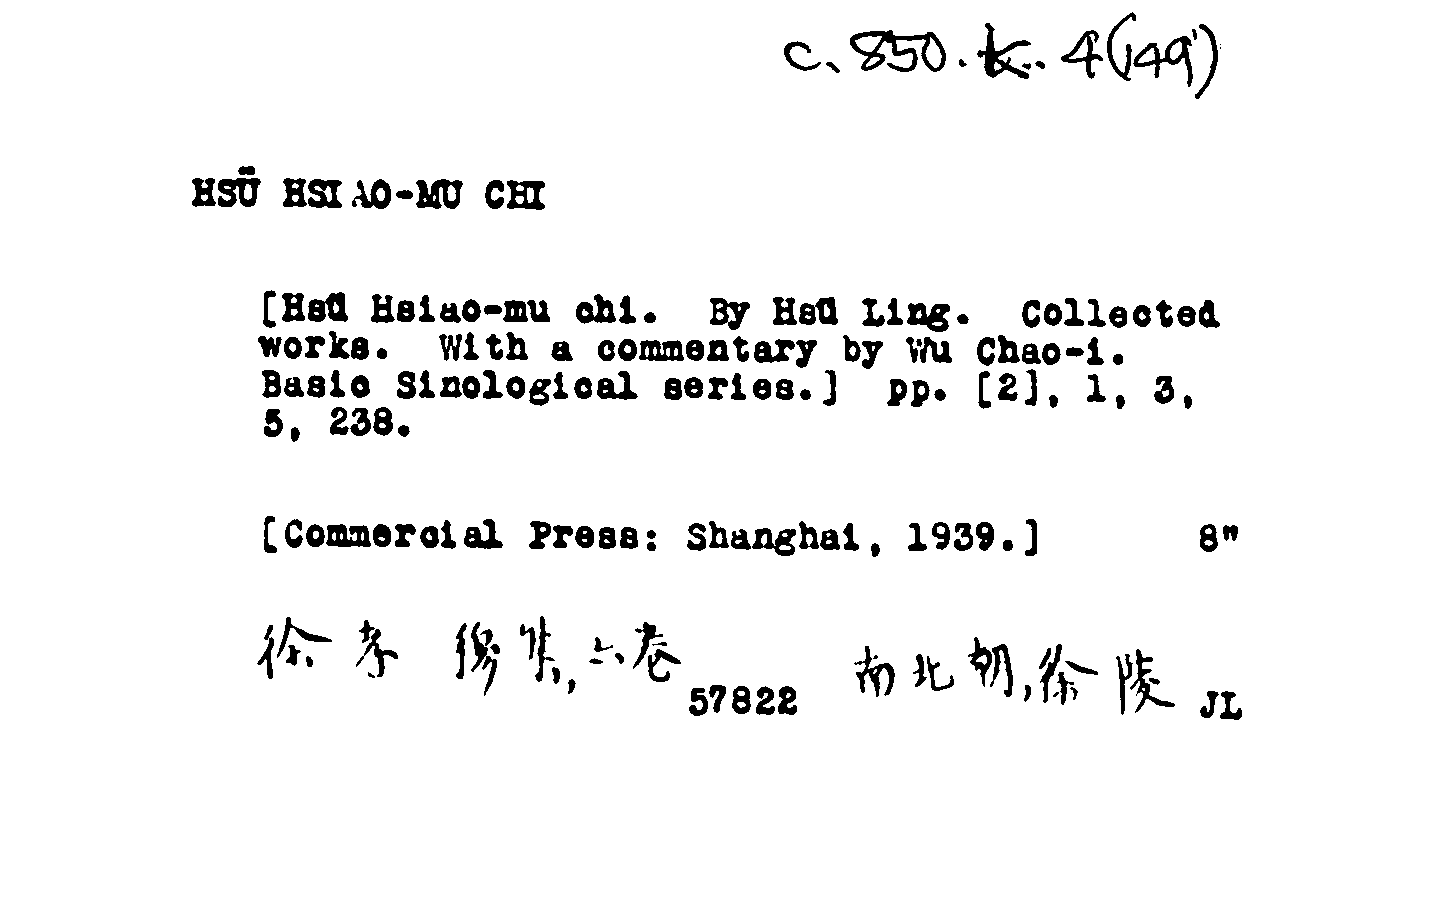 c. 850. k. 4(149)
HSÜ HSIAO-MU CHI
[Hsü Hsiao-mu chi. By Hsü Ling. Collected
works. With a commentary by Wu Chao-i.
Basic Sinological series.] pp. [2], 1, 3,
5, 238.
[Commercial Press: Shanghai, 1939.] 8"
徐孝穆集,六卷 南北朝,徐陵
57822 JL